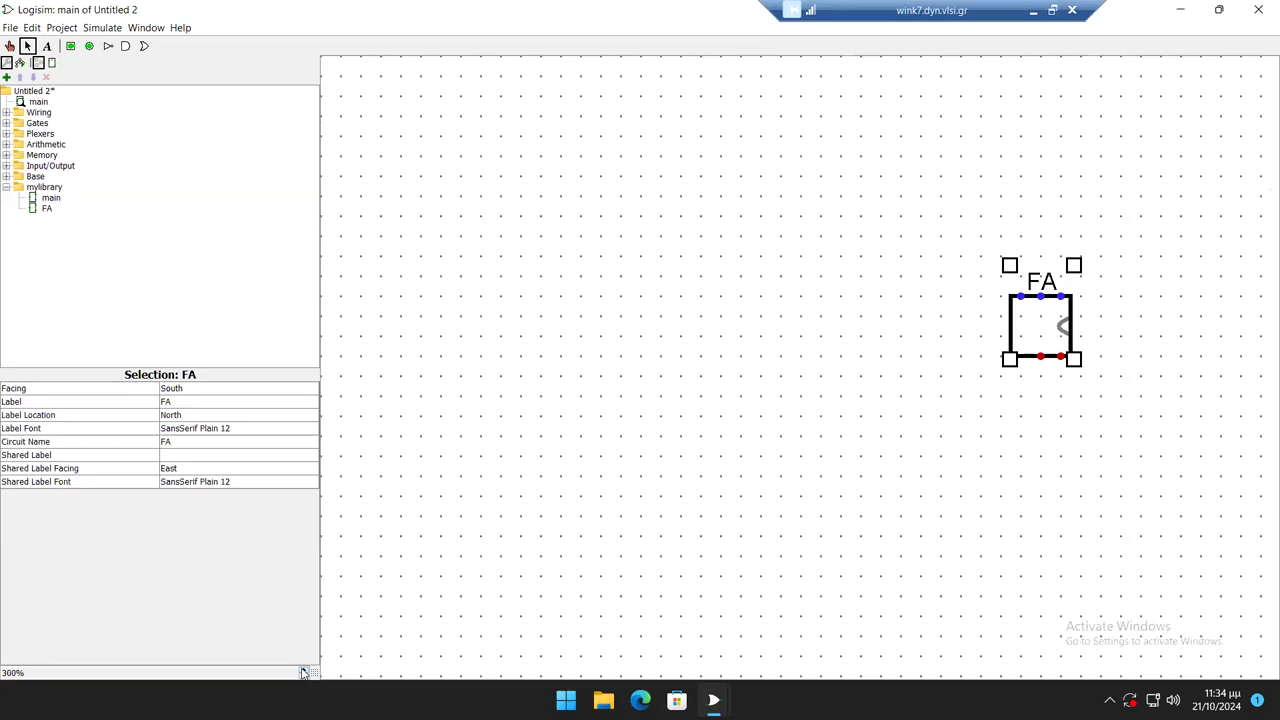 Logisim: main of Untitled 2
wink7.dyn.vlsi.gr
File Edit Project Simulate Window Help
A
Untitled 2*
main
Wiring
Gates
Plexers
Arithmetic
Memory
Input/Output
Base
mylibrary
main
FA
FA
Selection: FA
Facing South
Label FA
Label Location North
Label Font SansSerif Plain 12
Circuit Name FA
Shared Label
Shared Label Facing East
Shared Label Font SansSerif Plain 12
Activate Windows
Go to Settings to activate Windows.
300%
11:34 μμ
21/10/2024
1